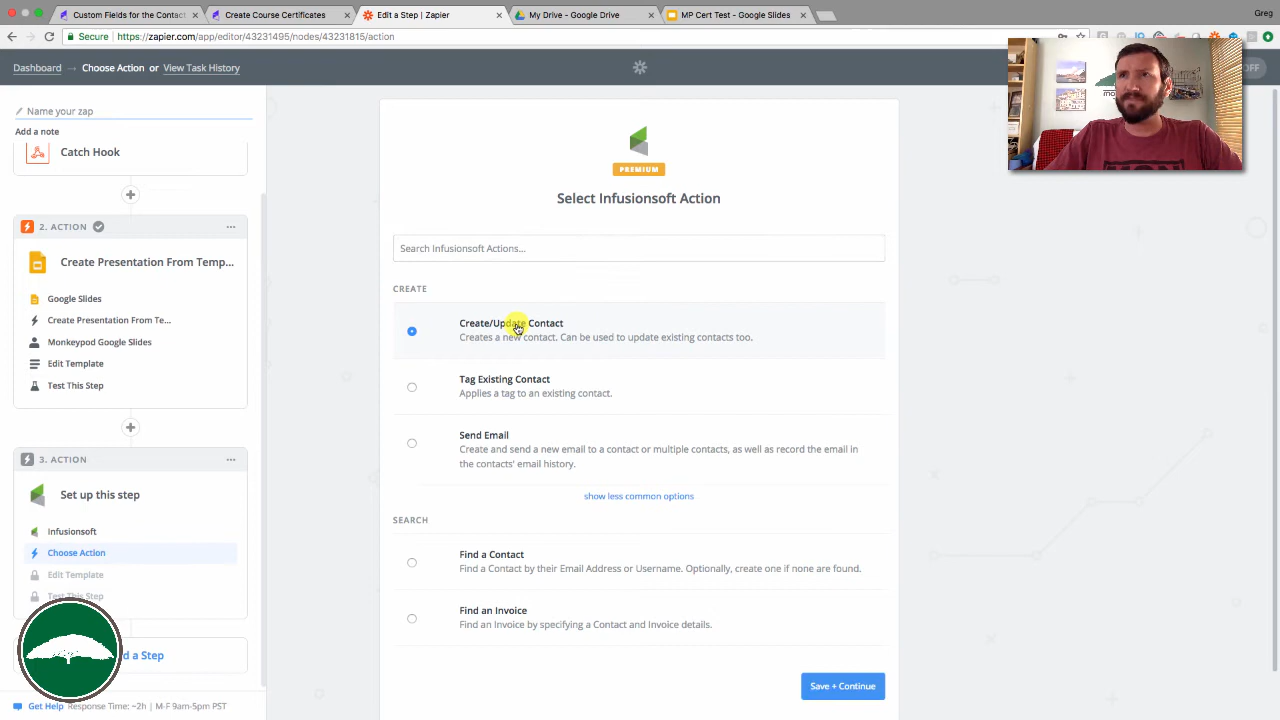 Custom Fields for the Contact
Create Course Certificates
Edit a Step | Zapier
My Drive - Google Drive
MP Cert Test - Google Slides
Greg
Secure
https://zapier.com/app/editor/43231495/nodes/43231815/action
Dashboard → Choose Action or View Task History
OFF
Name your zap
Add a note
Catch Hook
2. ACTION
Create Presentation From Temp...
Google Slides
Create Presentation From Te...
Monkeypod Google Slides
Edit Template
Test This Step
3. ACTION
Set up this step
Infusionsoft
Choose Action
Edit Template
Test This Step
d a Step
Get Help Response Time: ~2h | M-F 9am-5pm PST
PREMIUM
Select Infusionsoft Action
Search Infusionsoft Actions...
CREATE
Create/Update Contact
Creates a new contact. Can be used to update existing contacts too.
Tag Existing Contact
Applies a tag to an existing contact.
Send Email
Create and send a new email to a contact or multiple contacts, as well as record the email in
the contacts' email history.
show less common options
SEARCH
Find a Contact
Find a Contact by their Email Address or Username. Optionally, create one if none are found.
Find an Invoice
Find an Invoice by specifying a Contact and Invoice details.
Save + Continue